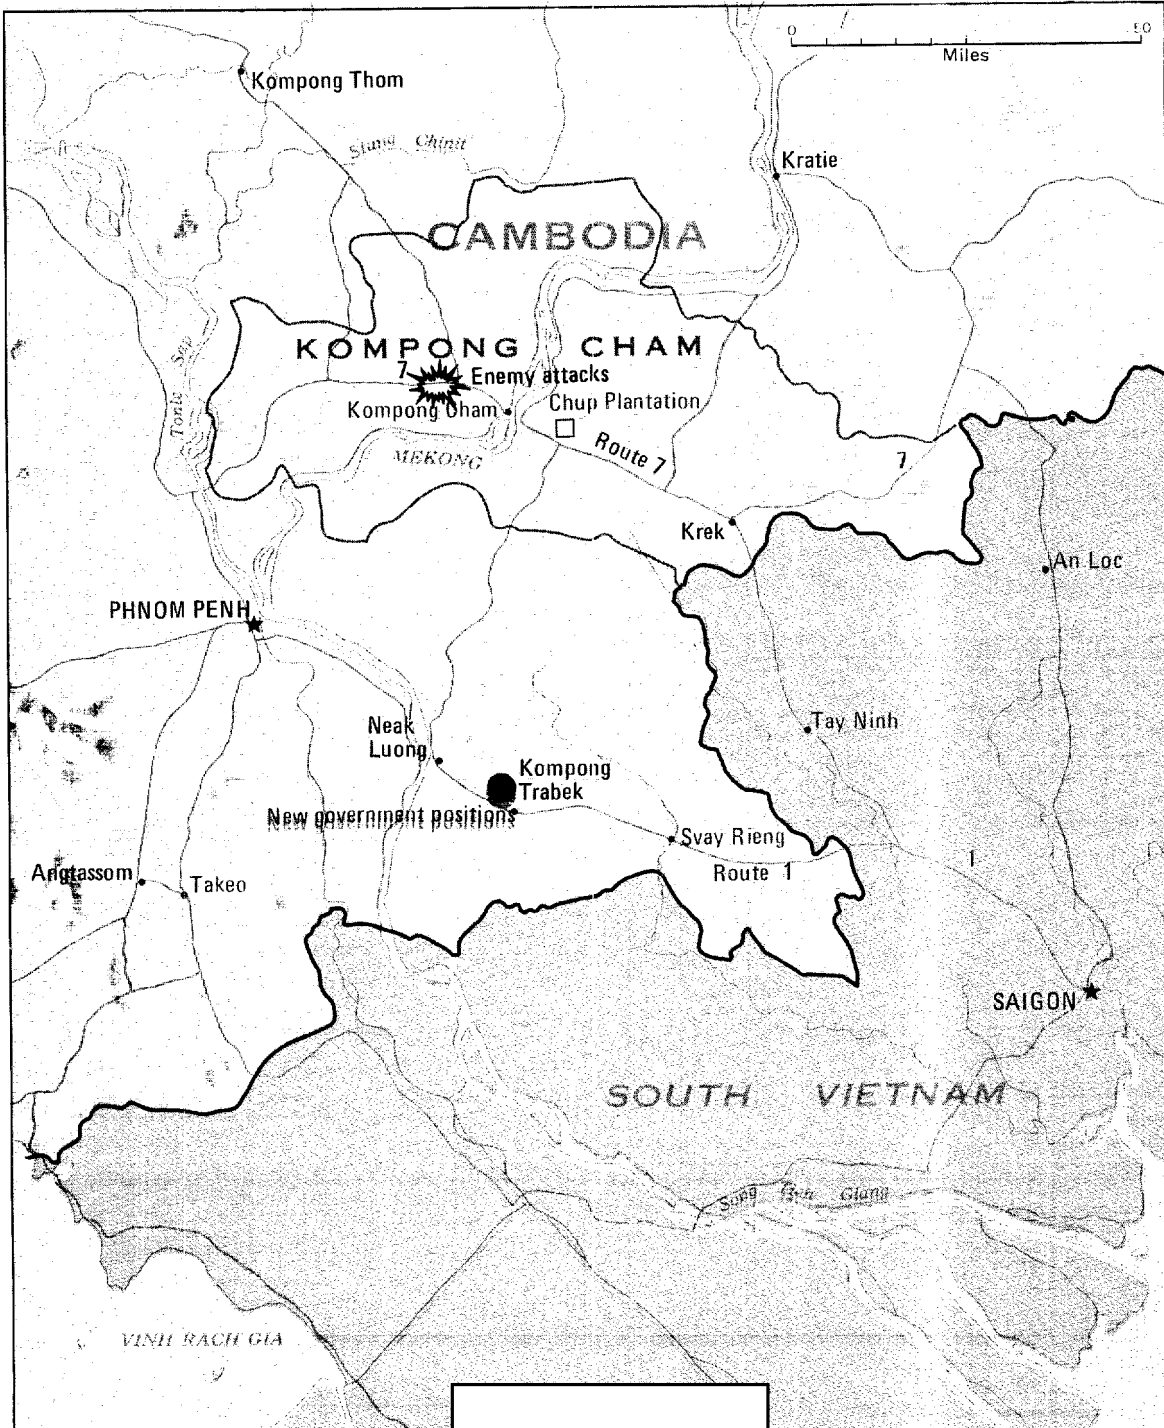 0 50
Miles
Kompong Thom
Stung Chinit
Kratie
CAMBODIA
KOMPONG CHAM
Tonle Sap
7
Enemy attacks
Kompong Cham
Chup Plantation
MEKONG
Route 7
7
Krek
An Loc
PHNOM PENH
Tay Ninh
Neak
Luong
Kompong
Trabek
New government positions
Svay Rieng
Route 1
1
Angtassom
Takeo
SAIGON
SOUTH VIETNAM
Song Giang
VINH RACH GIA